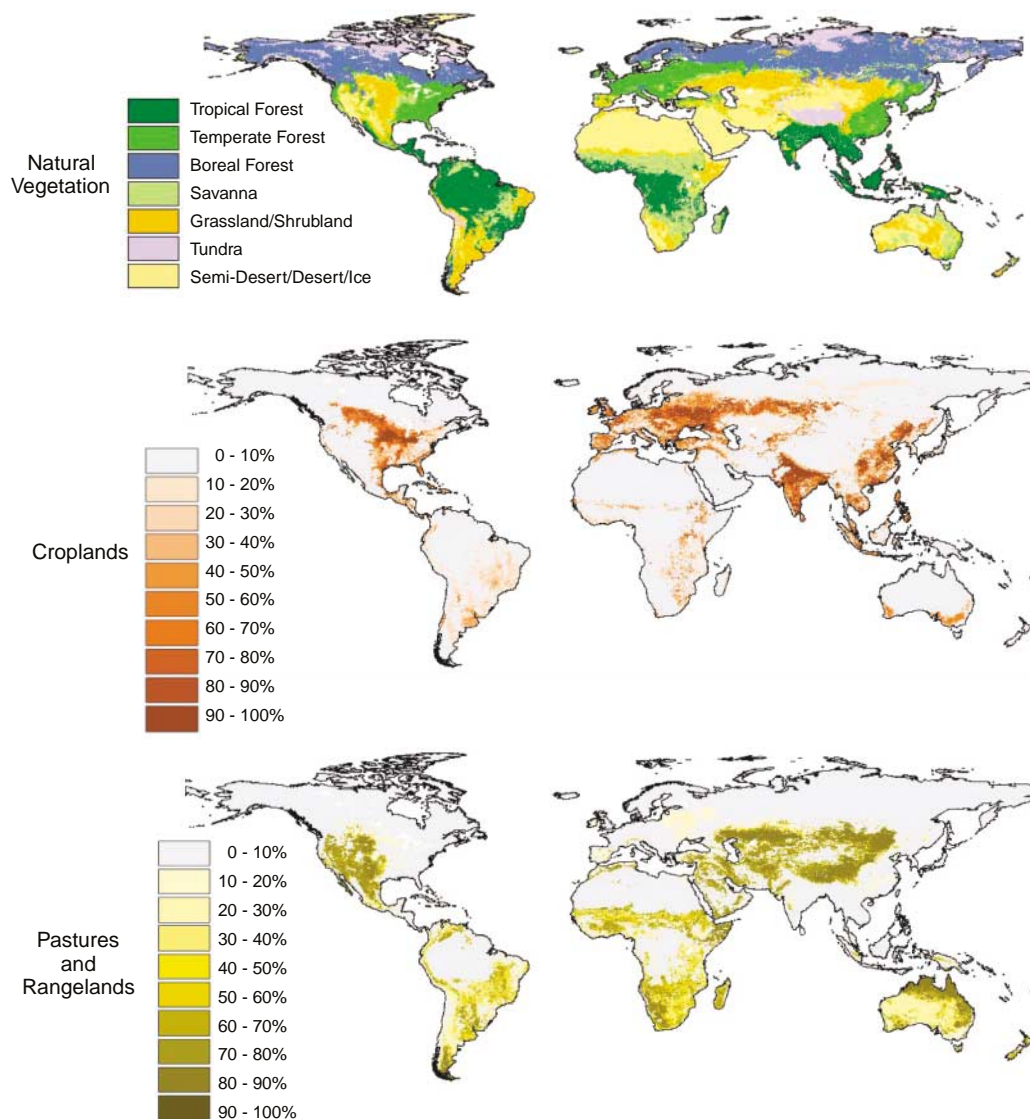 Natural
Vegetation
Tropical Forest
Temperate Forest
Boreal Forest
Savanna
Grassland/Shrubland
Tundra
Semi-Desert/Desert/Ice
Croplands
0 - 10%
10 - 20%
20 - 30%
30 - 40%
40 - 50%
50 - 60%
60 - 70%
70 - 80%
80 - 90%
90 - 100%
Pastures
and
Rangelands
0 - 10%
10 - 20%
20 - 30%
30 - 40%
40 - 50%
50 - 60%
60 - 70%
70 - 80%
80 - 90%
90 - 100%